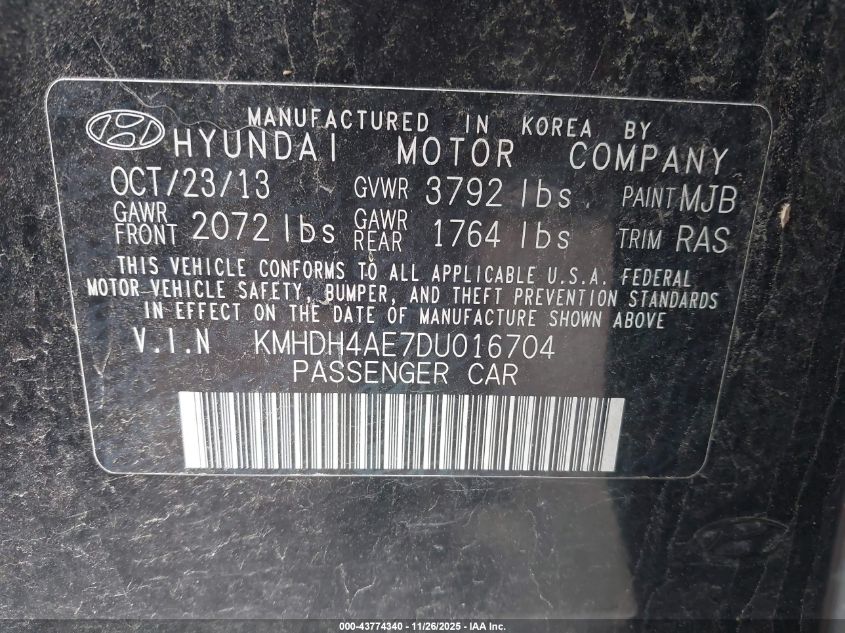 MANUFACTURED IN KOREA BY
HYUNDAI MOTOR COMPANY
OCT/23/13 GVWR 3792 lbs PAINT MJB
GAWR FRONT 2072 lbs GAWR REAR 1764 lbs TRIM RAS
THIS VEHICLE CONFORMS TO ALL APPLICABLE U.S.A. FEDERAL
MOTOR VEHICLE SAFETY, BUMPER, AND THEFT PREVENTION STANDARDS
IN EFFECT ON THE DATE OF MANUFACTURE SHOWN ABOVE
V.I.N KMHDH4AE7DU016704
PASSENGER CAR
000-43774340 - 11/26/2025 - IAA Inc.